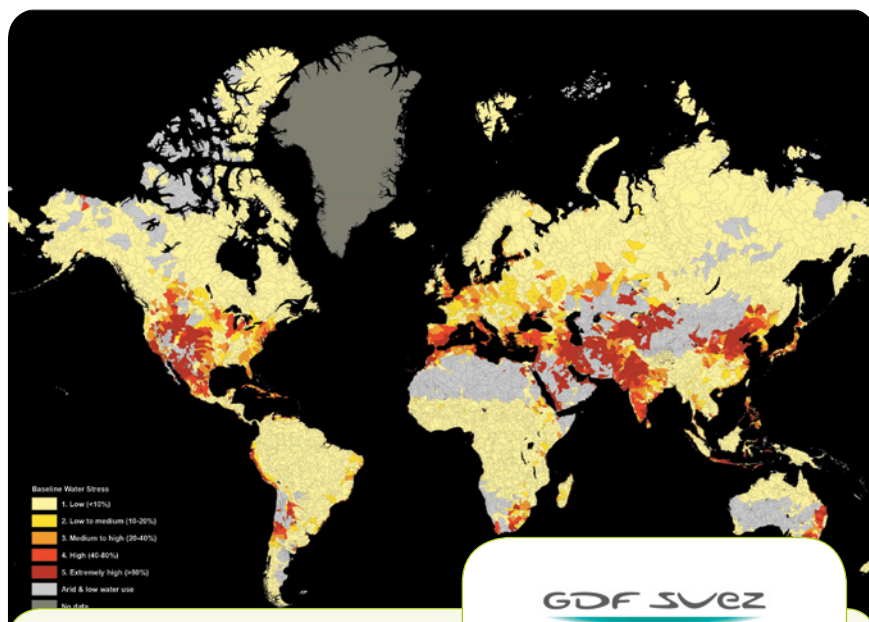 Baseline Water Stress
1. Low (<10%)
2. Low to medium (10-20%)
3. Medium to high (20-40%)
4. High (40-80%)
5. Extremely high (>80%)
Arid & low water use
No data
GDF SUEZ